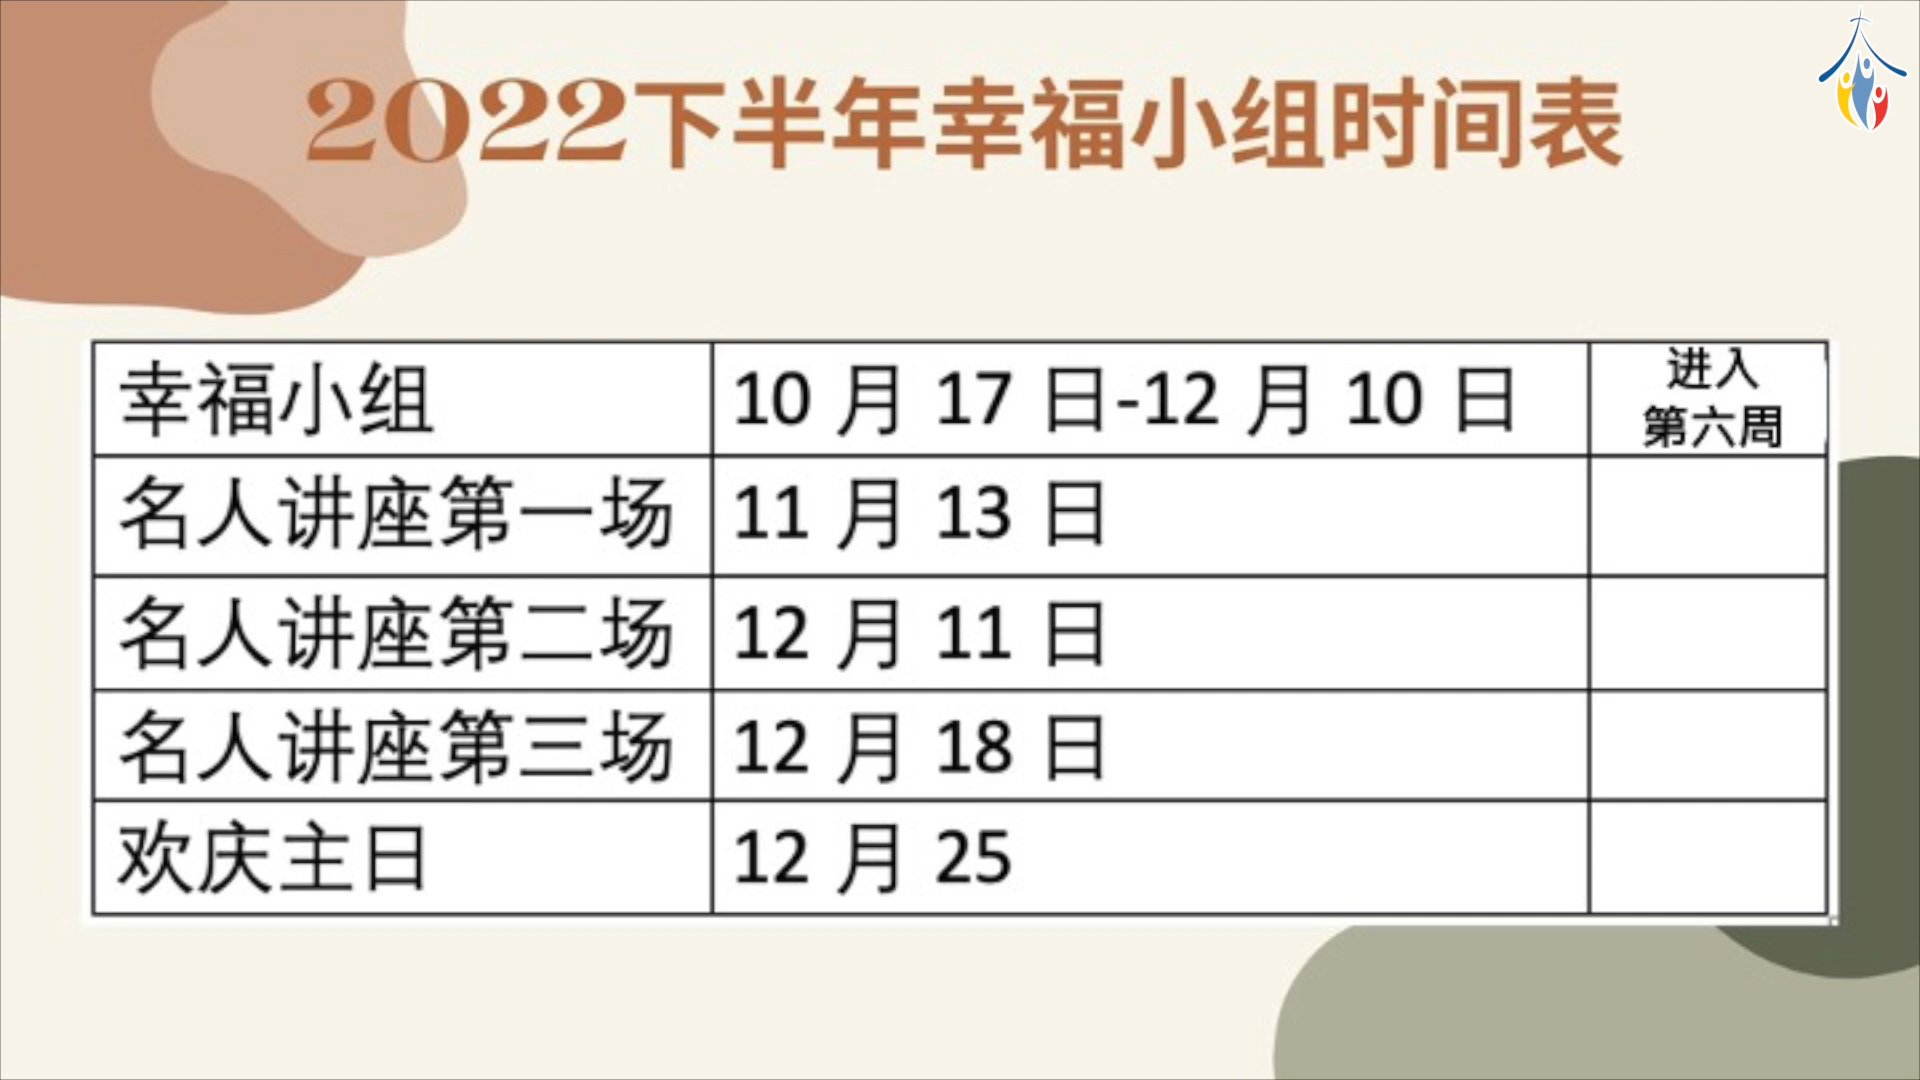 2022下半年幸福小组时间表
幸福小组 10 月 17 日-12 月 10 日 进入
第六周
名人讲座第一场 11 月 13 日
名人讲座第二场 12 月 11 日
名人讲座第三场 12 月 18 日
欢庆主日 12 月 25